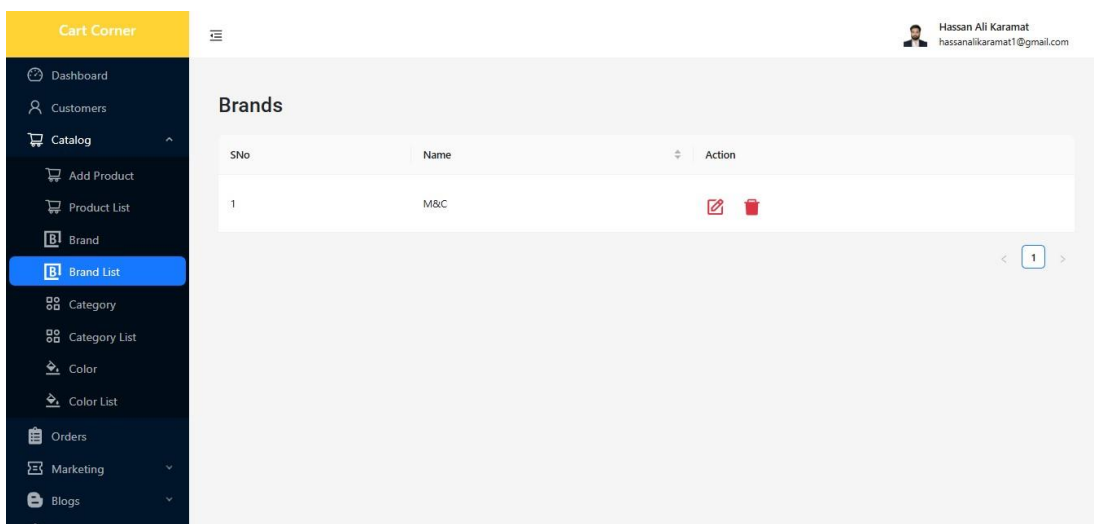 Cart Corner
Hassan Ali Karamat
hassanalikaramat1@gmail.com
Dashboard
Customers
Catalog
Add Product
Product List
Brand
Brand List
Category
Category List
Color
Color List
Orders
Marketing
Blogs
Brands
SNo Name Action
1 M&C
< 1 >